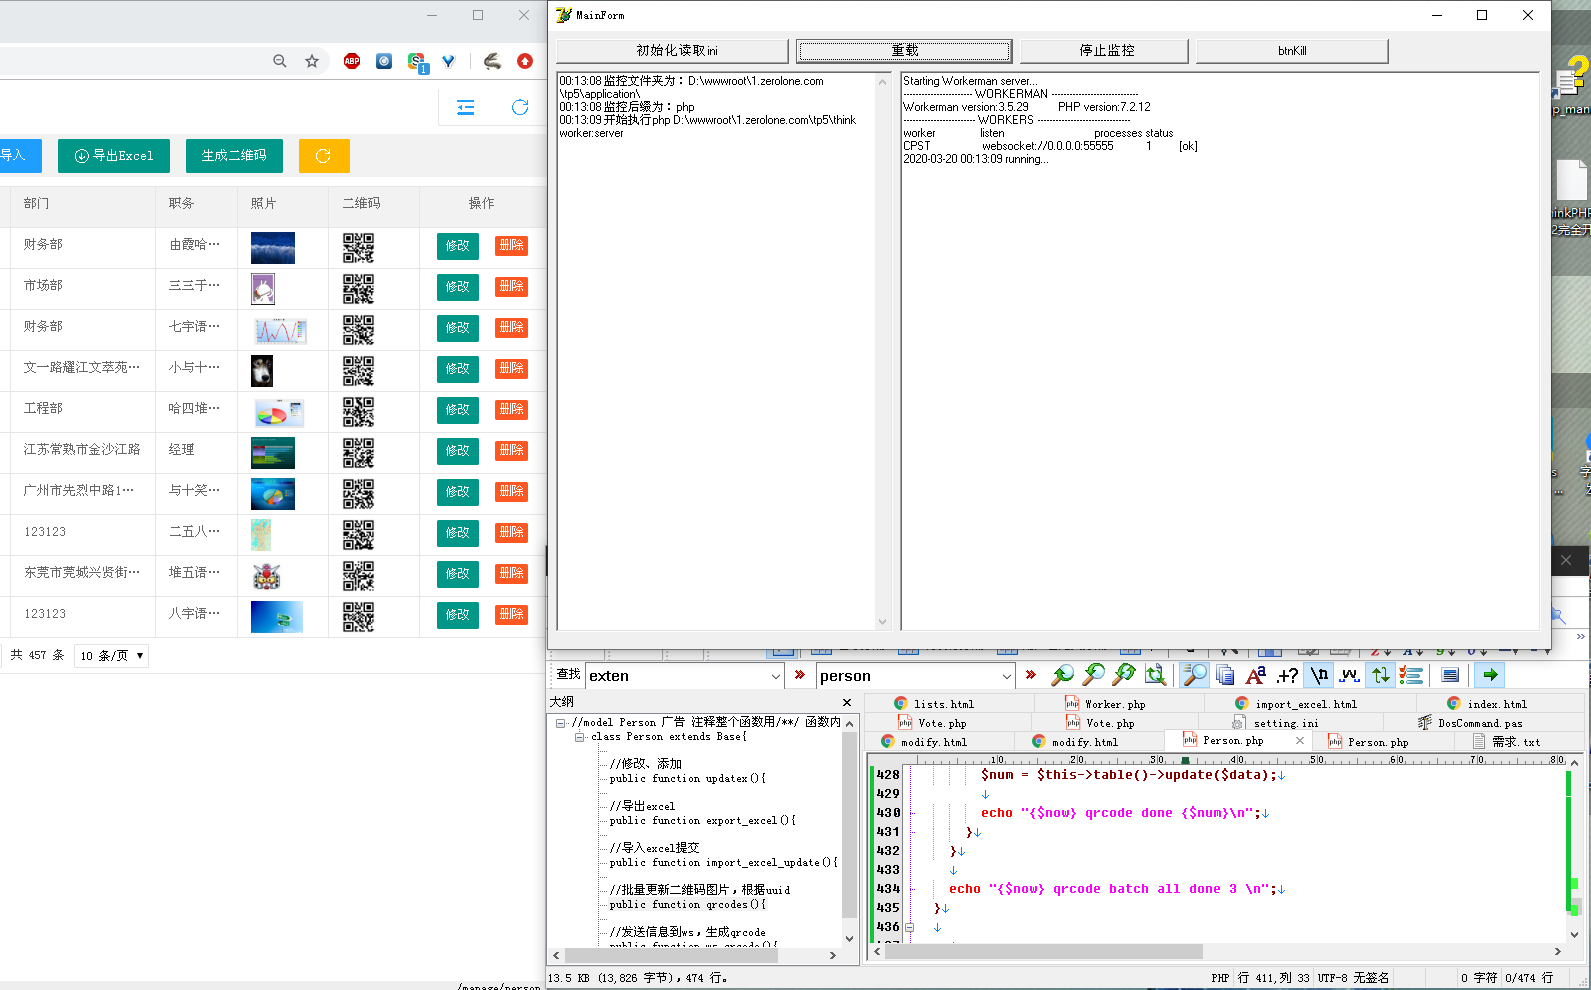 MainForm
ABP
1
初始化读取ini
重载
停止监控
btnKill
00:13:08 监控文件夹为：D:\wwwroot\1.zerolone.com
\tp5\application\
00:13:08 监控后缀为：php
00:13:09 开始执行php D:\wwwroot\1.zerolone.com\tp5\think
worker:server
Starting Workerman server...
----------------------- WORKERMAN -----------------------------
Workerman version:3.5.29 PHP version:7.2.12
------------------------ WORKERS -------------------------------
worker listen processes status
CPST websocket://0.0.0.0:55555 1 [ok]
2020-03-20 00:13:09 running...
导入
导出Excel
生成二维码
部门 职务 照片 二维码 操作
财务部 由霞哈… 修改 删除
市场部 三三于… 修改 删除
财务部 七字语… 修改 删除
文一路耀江文萃苑… 小与十… 修改 删除
工程部 哈四堆… 修改 删除
江苏常熟市金沙江路 经理 修改 删除
广州市先烈中路1… 与十笑… 修改 删除
123123 二五八… 修改 删除
东莞市莞城兴贤街… 堆五语… 修改 删除
123123 八字语… 修改 删除
共 457 条
10 条/页
/manage/person
查找
exten
person
大纲
//model Person 广告 注释整个函数用/**/ 函数内
class Person extends Base{
//修改、添加
public function updatex(){
//导出excel
public function export_excel(){
//导入excel提交
public function import_excel_update(){
//批量更新二维码图片，根据uuid
public function qrcodes(){
//发送信息到ws，生成qrcode
public function ws_qrcode(){
lists.html Worker.php import_excel.html index.html
Vote.php Vote.php setting.ini DosCommand.pas
modify.html modify.html Person.php Person.php 需求.txt
10 20 30 40 50 60 70 80
428 $num = $this->table()->update($data);↓
429 ↓
430 echo "{$now} qrcode done {$num}\n";↓
431 }↓
432 }↓
433 ↓
434 echo "{$now} qrcode batch all done 3 \n";↓
435 }↓
436 ↓
13.5 KB (13,826 字节)，474 行。
PHP
行 411,列 33
UTF-8 无签名
0 字符
0/474 行
p_man
inkPHP
2完全开